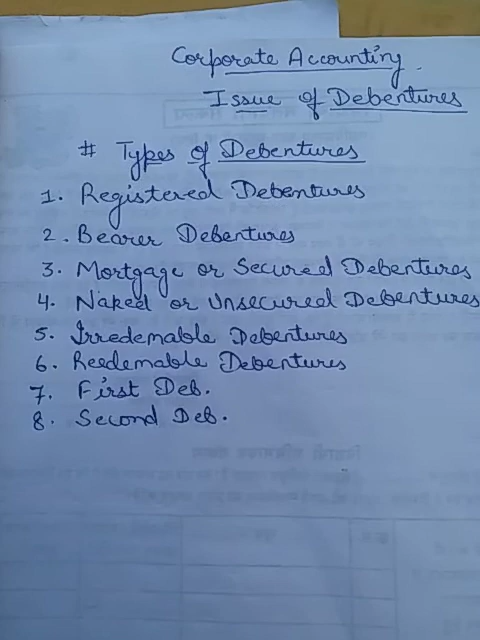 Corporate Accounting.
Issue of Debentures
# Types of Debentures
1. Registered Debentures
2. Bearer Debentures
3. Mortgage or Secured Debentures
4. Naked or Unsecured Debentures
5. Irredemable Debentures
6. Reedemable Debentures
7. First Deb.
8. Second Deb.